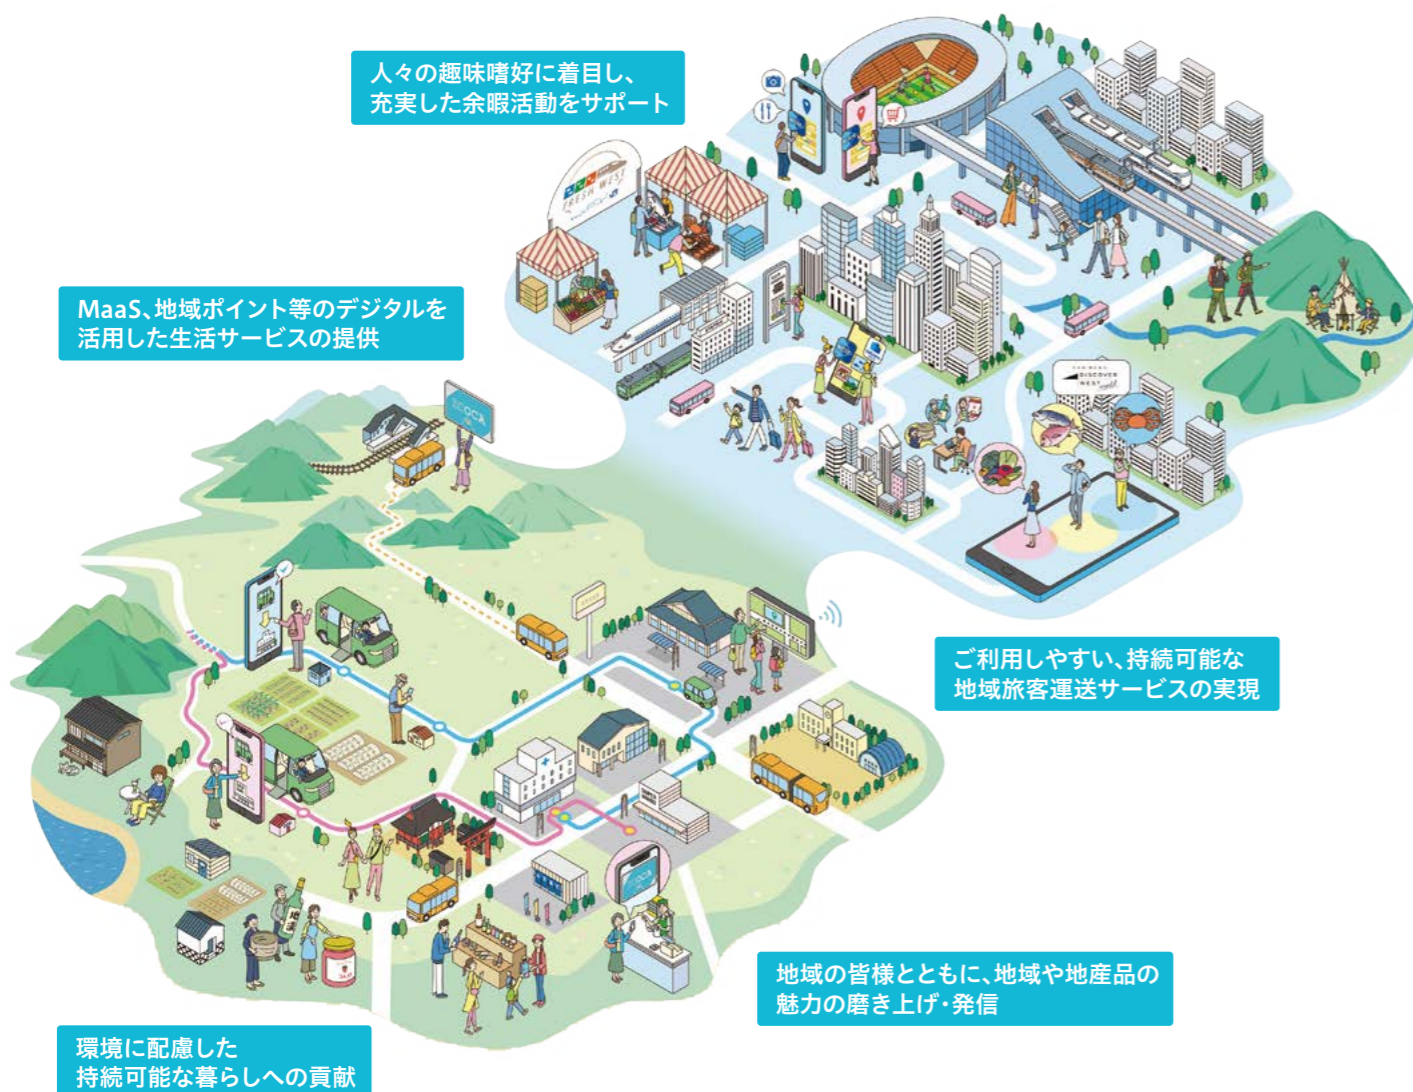 人々の趣味嗜好に着目し、
充実した余暇活動をサポート
FRESH WEST
MaaS、地域ポイント等のデジタルを
活用した生活サービスの提供
ICOCA
DISCOVER
WEST
ご利用しやすい、持続可能な
地域旅客運送サービスの実現
ICOCA
地酒
地域の皆様とともに、地域や地産品の
魅力の磨き上げ・発信
環境に配慮した
持続可能な暮らしへの貢献